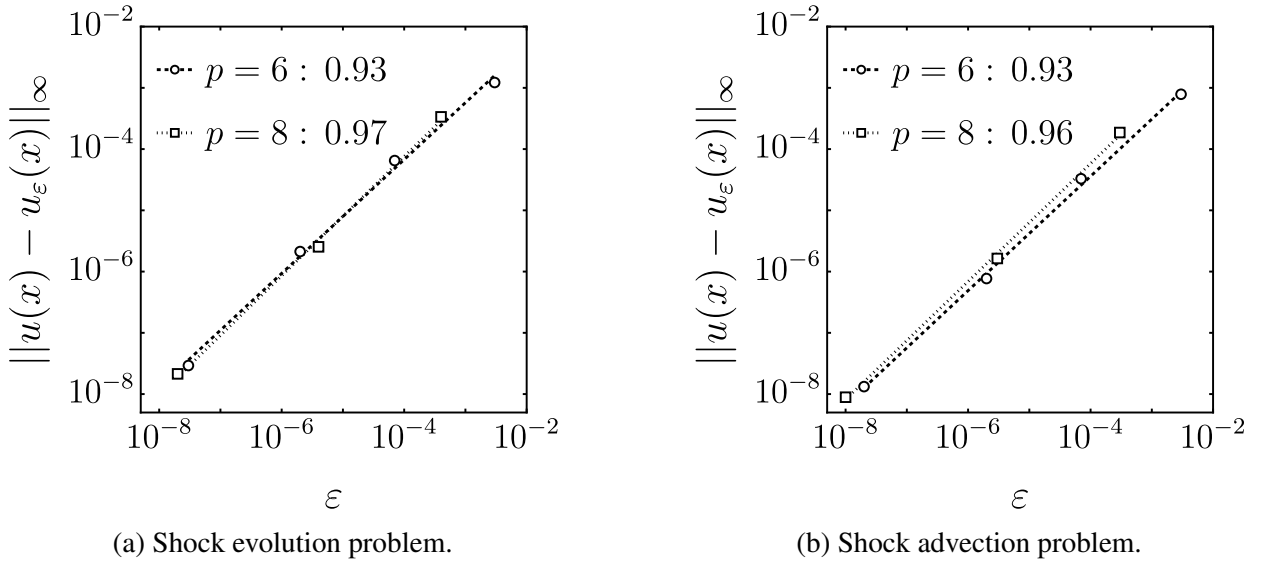 ||u(x) − u_ε(x)||_∞
10^{-2}
10^{-4}
10^{-6}
10^{-8}
p = 6 : 0.93
p = 8 : 0.97
10^{-8} 10^{-6} 10^{-4} 10^{-2}
ε
(a) Shock evolution problem.
||u(x) − u_ε(x)||_∞
10^{-2}
10^{-4}
10^{-6}
10^{-8}
p = 6 : 0.93
p = 8 : 0.96
10^{-8} 10^{-6} 10^{-4} 10^{-2}
ε
(b) Shock advection problem.